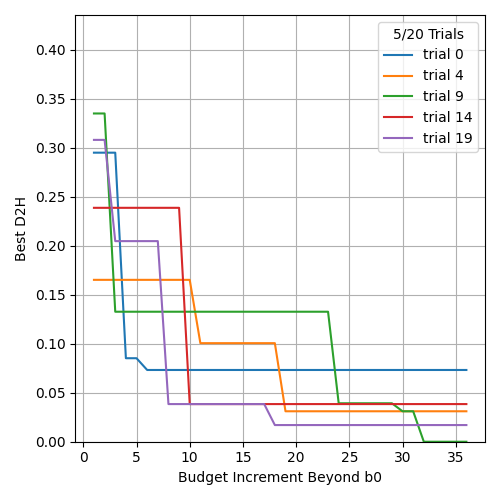 5/20 Trials
trial 0
trial 4
trial 9
trial 14
trial 19
0.40
0.35
0.30
0.25
0.20
0.15
0.10
0.05
0.00
Best D2H
0 5 10 15 20 25 30 35
Budget Increment Beyond b0